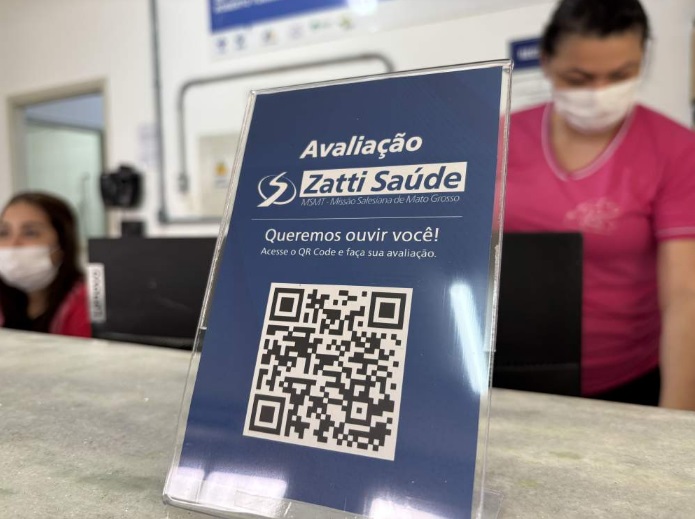 Avaliação
Zatti Saúde
MSMT - Missão Salesiana de Mato Grosso
Queremos ouvir você!
Acesse o QR Code e faça sua avaliação.